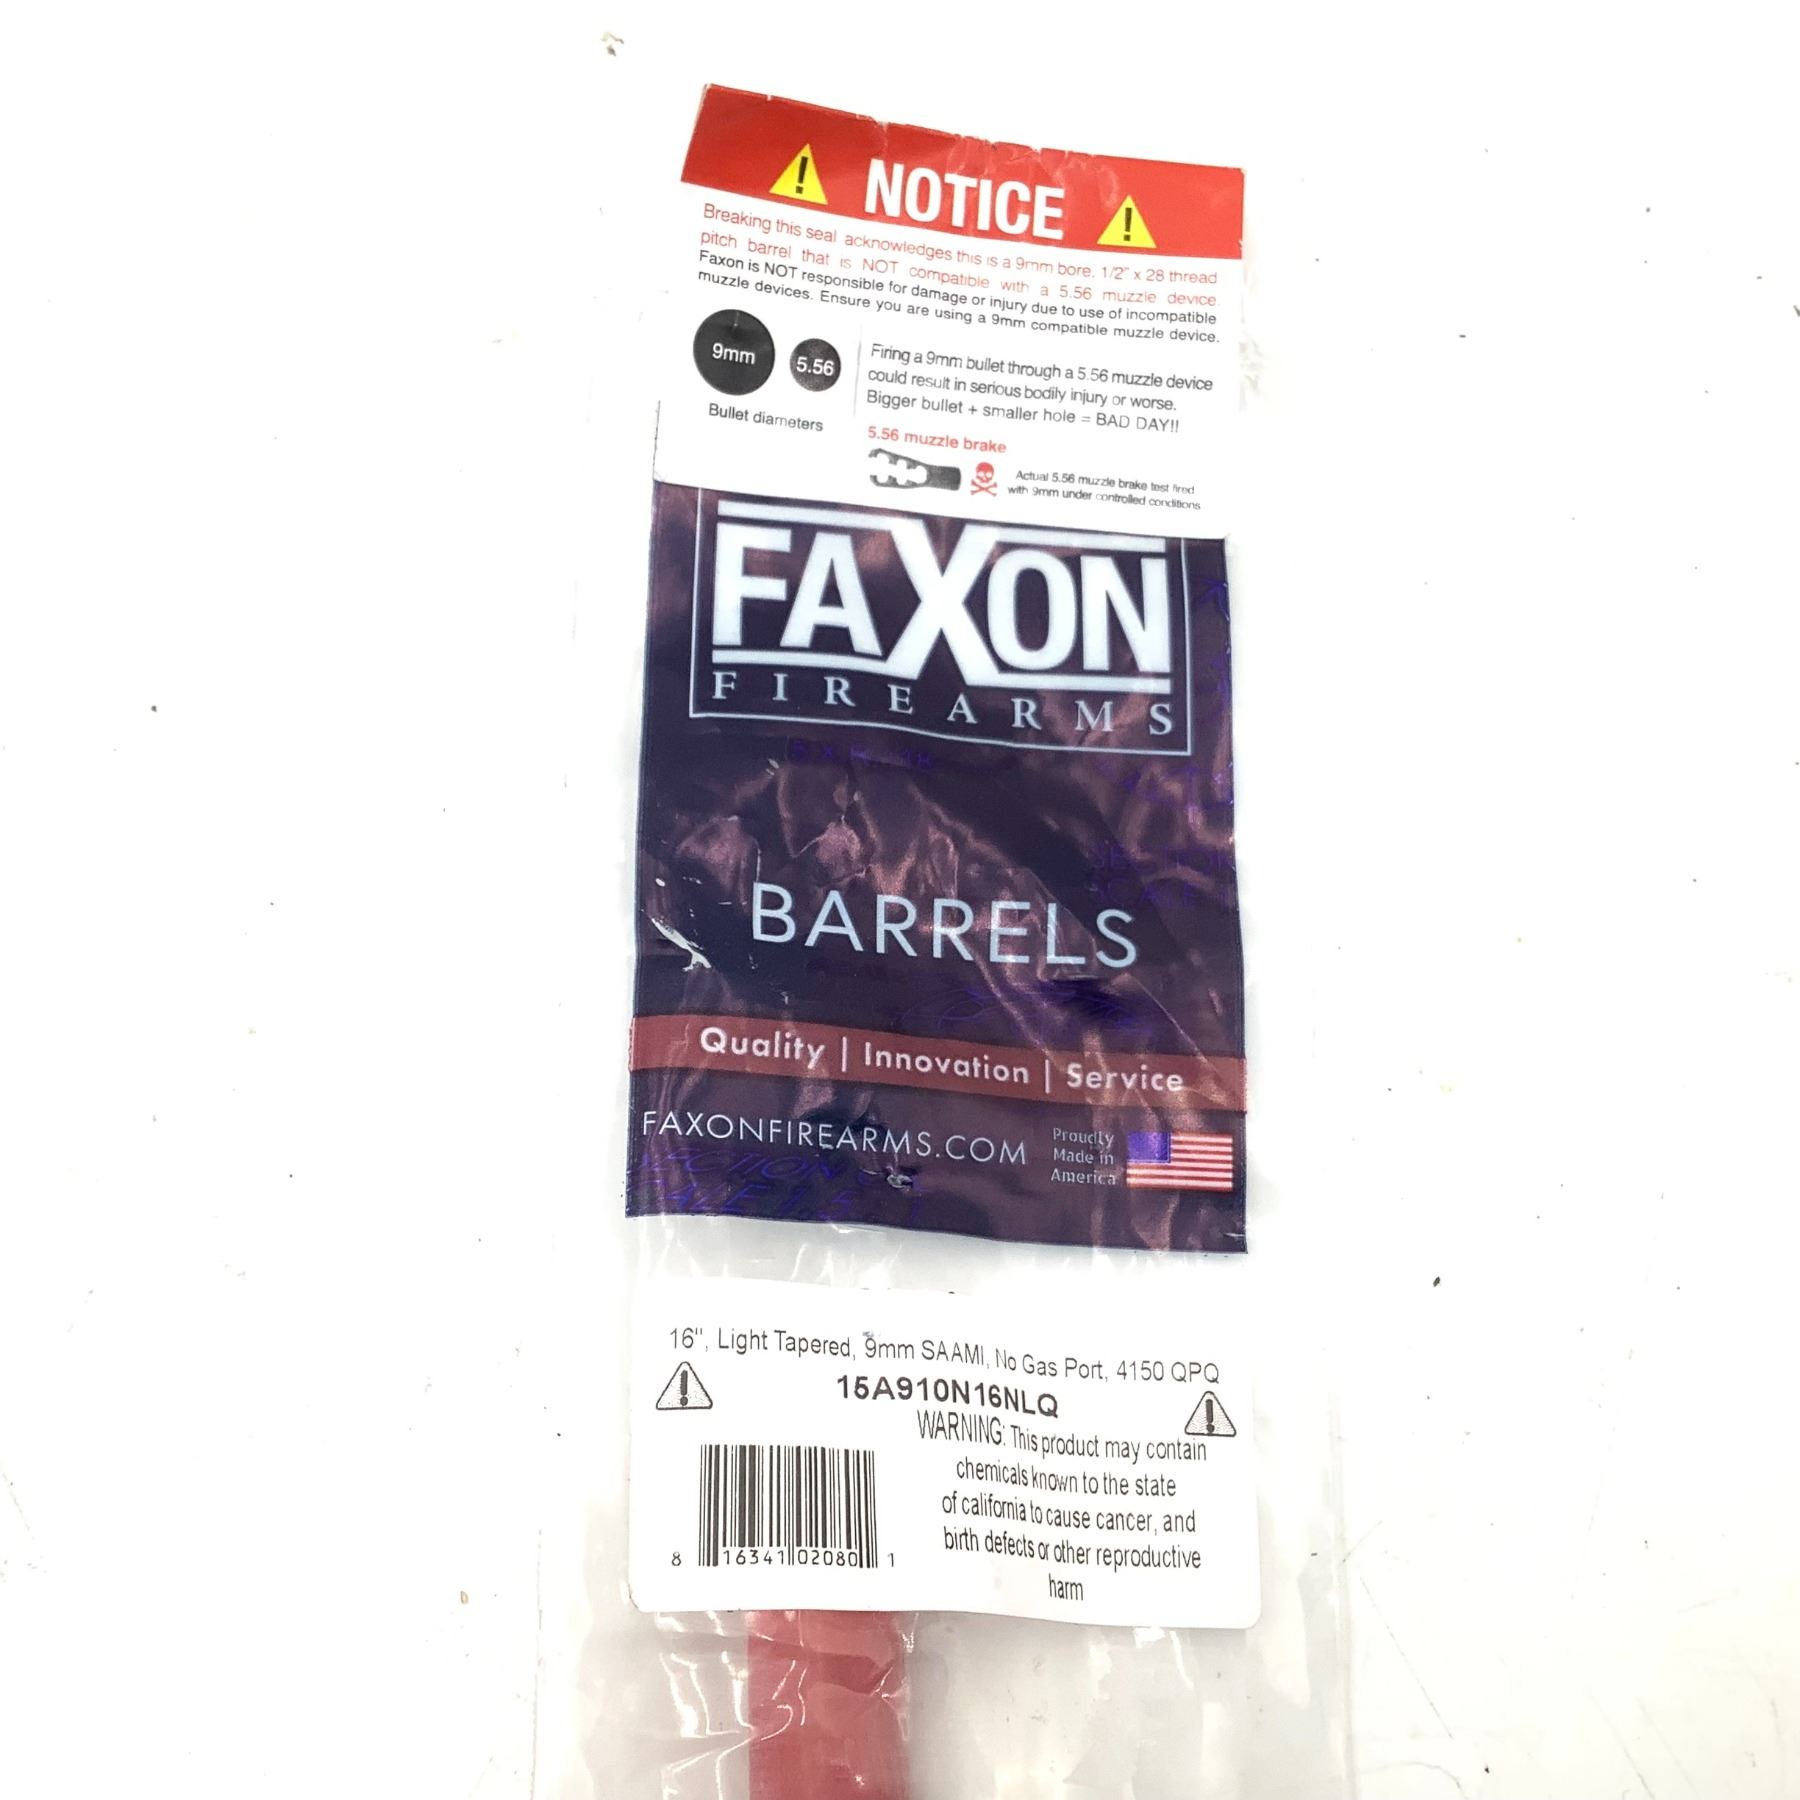 NOTICE
Breaking this seal acknowledges this is a 9mm bore, 1/2" x 28 thread
pitch barrel that is NOT compatible with a 5.56 muzzle device.
Faxon is NOT responsible for damage or injury due to use of incompatible
muzzle devices. Ensure you are using a 9mm compatible muzzle device.
9mm
5.56
Bullet diameters
Firing a 9mm bullet through a 5.56 muzzle device
could result in serious bodily injury or worse.
Bigger bullet + smaller hole = BAD DAY!!
5.56 muzzle brake
Actual 5.56 muzzle brake test fired
with 9mm under controlled conditions
FAXON
FIREARMS
BARRELS
Quality | Innovation | Service
FAXONFIREARMS.COM
Proudly
Made in
America
16", Light Tapered, 9mm SAAMI, No Gas Port, 4150 QPQ
15A910N16NLQ
WARNING: This product may contain
chemicals known to the state
of california to cause cancer, and
birth defects or other reproductive
harm
8 16341 02080 1